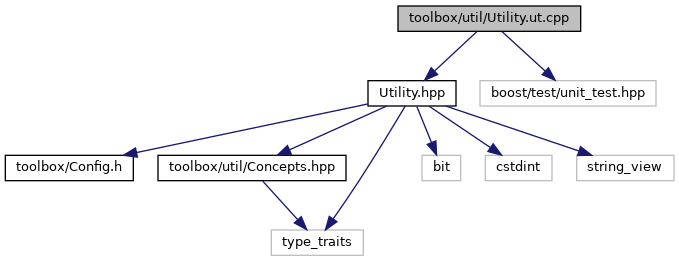 toolbox/util/Utility.ut.cpp
Utility.hpp
boost/test/unit_test.hpp
toolbox/Config.h
toolbox/util/Concepts.hpp
bit
cstdint
string_view
type_traits